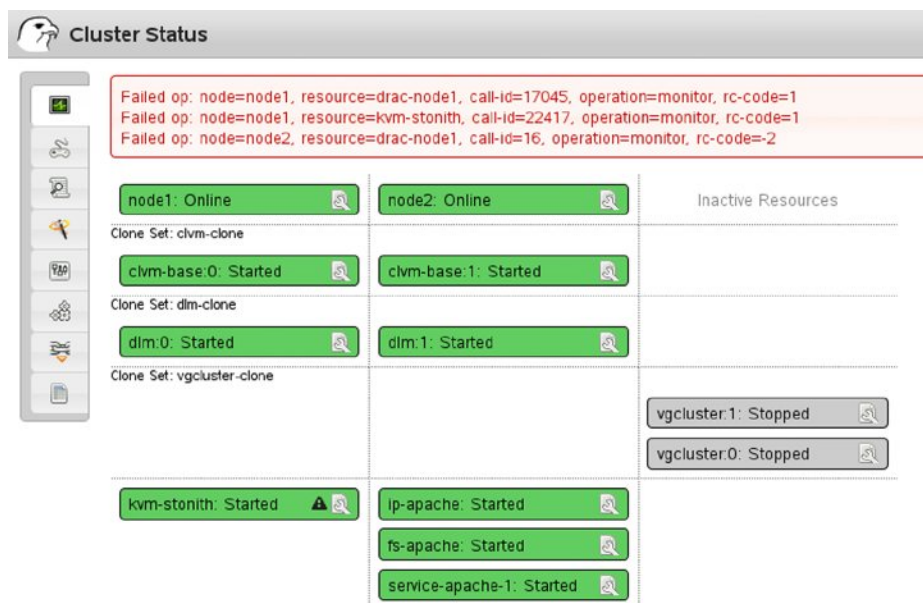 Cluster Status
Failed op: node=node1, resource=drac-node1, call-id=17045, operation=monitor, rc-code=1
Failed op: node=node1, resource=kvm-stonith, call-id=22417, operation=monitor, rc-code=1
Failed op: node=node2, resource=drac-node1, call-id=16, operation=monitor, rc-code=-2
node1: Online
node2: Online
Inactive Resources
Clone Set: clvm-clone
clvm-base:0: Started
clvm-base:1: Started
Clone Set: dlm-clone
dlm:0: Started
dlm:1: Started
Clone Set: vgcluster-clone
vgcluster:1: Stopped
vgcluster:0: Stopped
kvm-stonith: Started
ip-apache: Started
fs-apache: Started
service-apache-1: Started